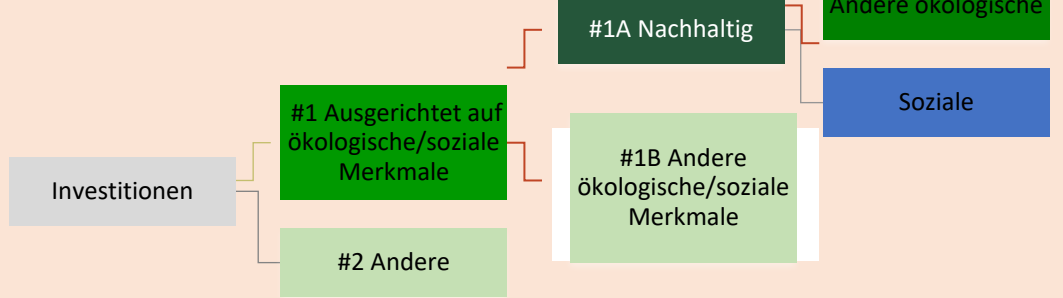 Andere ökologische
#1A Nachhaltig
Soziale
#1 Ausgerichtet auf
ökologische/soziale
Merkmale
#1B Andere
ökologische/soziale
Merkmale
Investitionen
#2 Andere